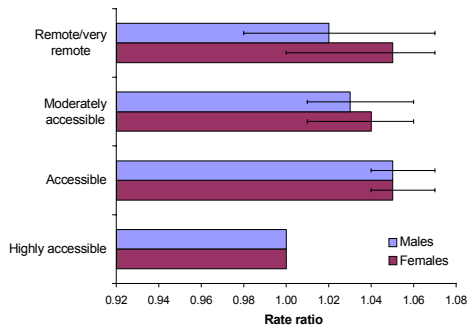 Remote/very
remote
Moderately
accessible
Accessible
Highly accessible
Males
Females
0.92 0.94 0.96 0.98 1.00 1.02 1.04 1.06 1.08
Rate ratio